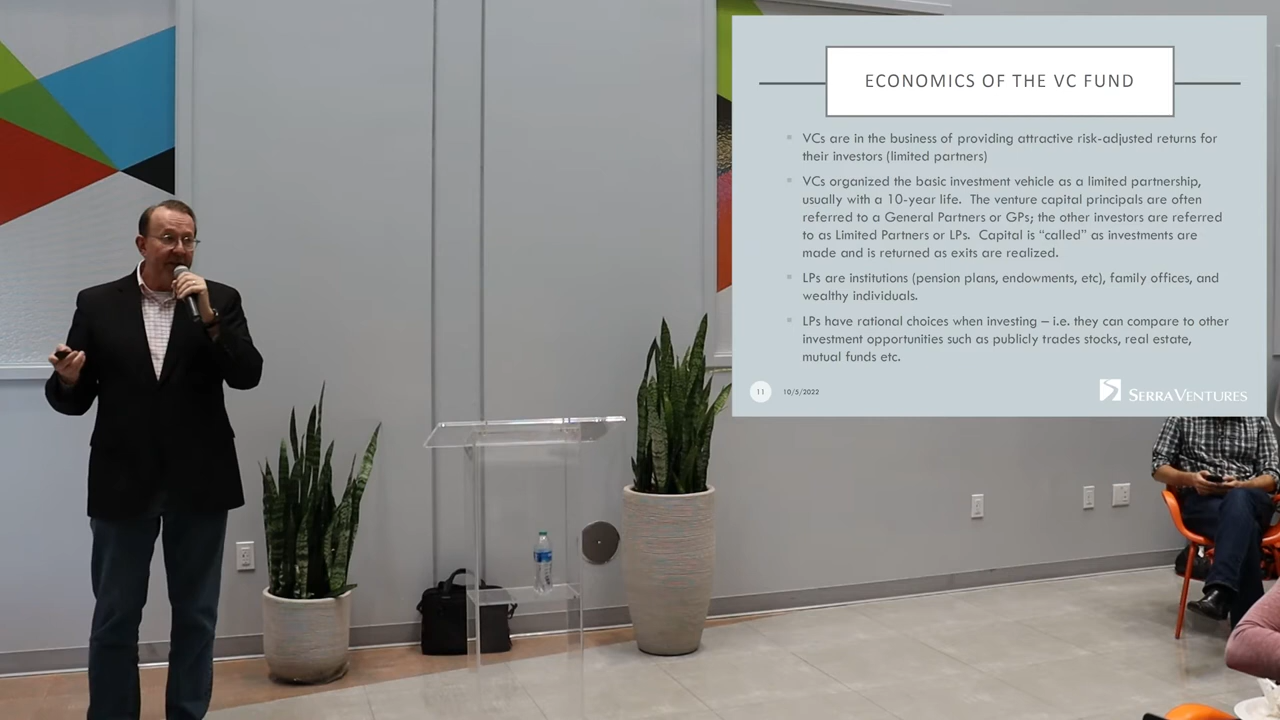 ECONOMICS OF THE VC FUND
VCs are in the business of providing attractive risk-adjusted returns for
their investors (limited partners)
VCs organized the basic investment vehicle as a limited partnership,
usually with a 10-year life. The venture capital principals are often
referred to a General Partners or GPs; the other investors are referred
to as Limited Partners or LPs. Capital is “called” as investments are
made and is returned as exits are realized.
LPs are institutions (pension plans, endowments, etc), family offices, and
wealthy individuals.
LPs have rational choices when investing – i.e. they can compare to other
investment opportunities such as publicly trades stocks, real estate,
mutual funds etc.
11 10/5/2022
SERRAVENTURES